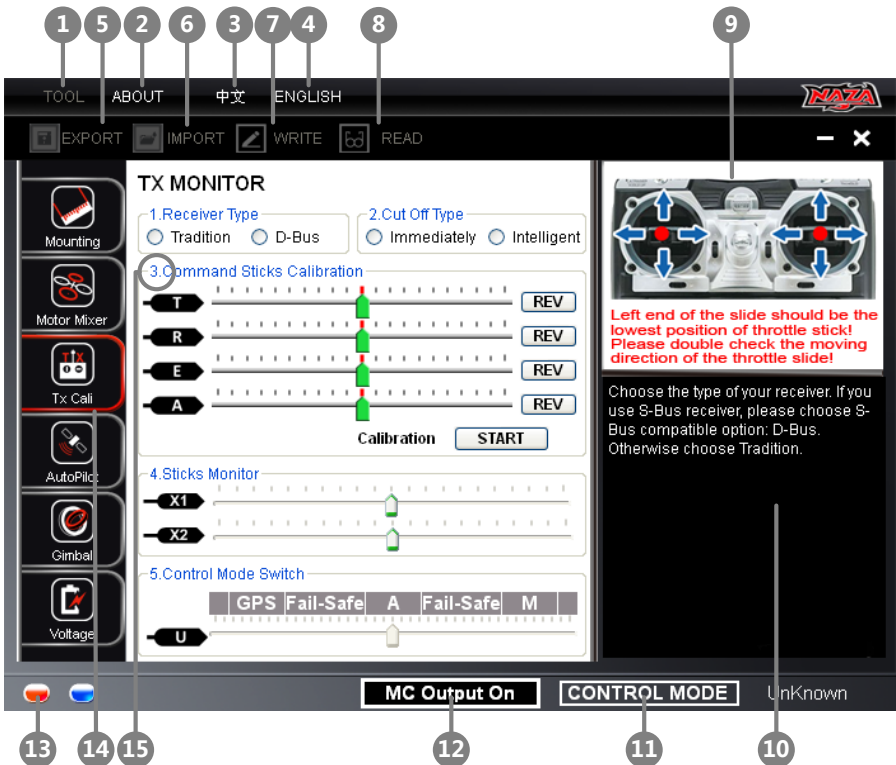 1 5 2 6 3 7 4 8 9
TOOL ABOUT 中文 ENGLISH NAZA
EXPORT IMPORT WRITE READ
Mounting
Motor Mixer
Tx Cali
AutoPilot
Gimbal
Voltage
TX MONITOR
1.Receiver Type
Tradition D-Bus
2.Cut Off Type
Immediately Intelligent
3.Command Sticks Calibration
T REV
R REV
E REV
A REV
Calibration START
4.Sticks Monitor
X1
X2
5.Control Mode Switch
GPS Fail-Safe A Fail-Safe M
U
Left end of the slide should be the
lowest position of throttle stick!
Please double check the moving
direction of the throttle slide!
Choose the type of your receiver. If you
use S-Bus receiver, please choose S-
Bus compatible option: D-Bus.
Otherwise choose Tradition.
MC Output On CONTROL MODE UnKnown
13 14 15 12 11 10